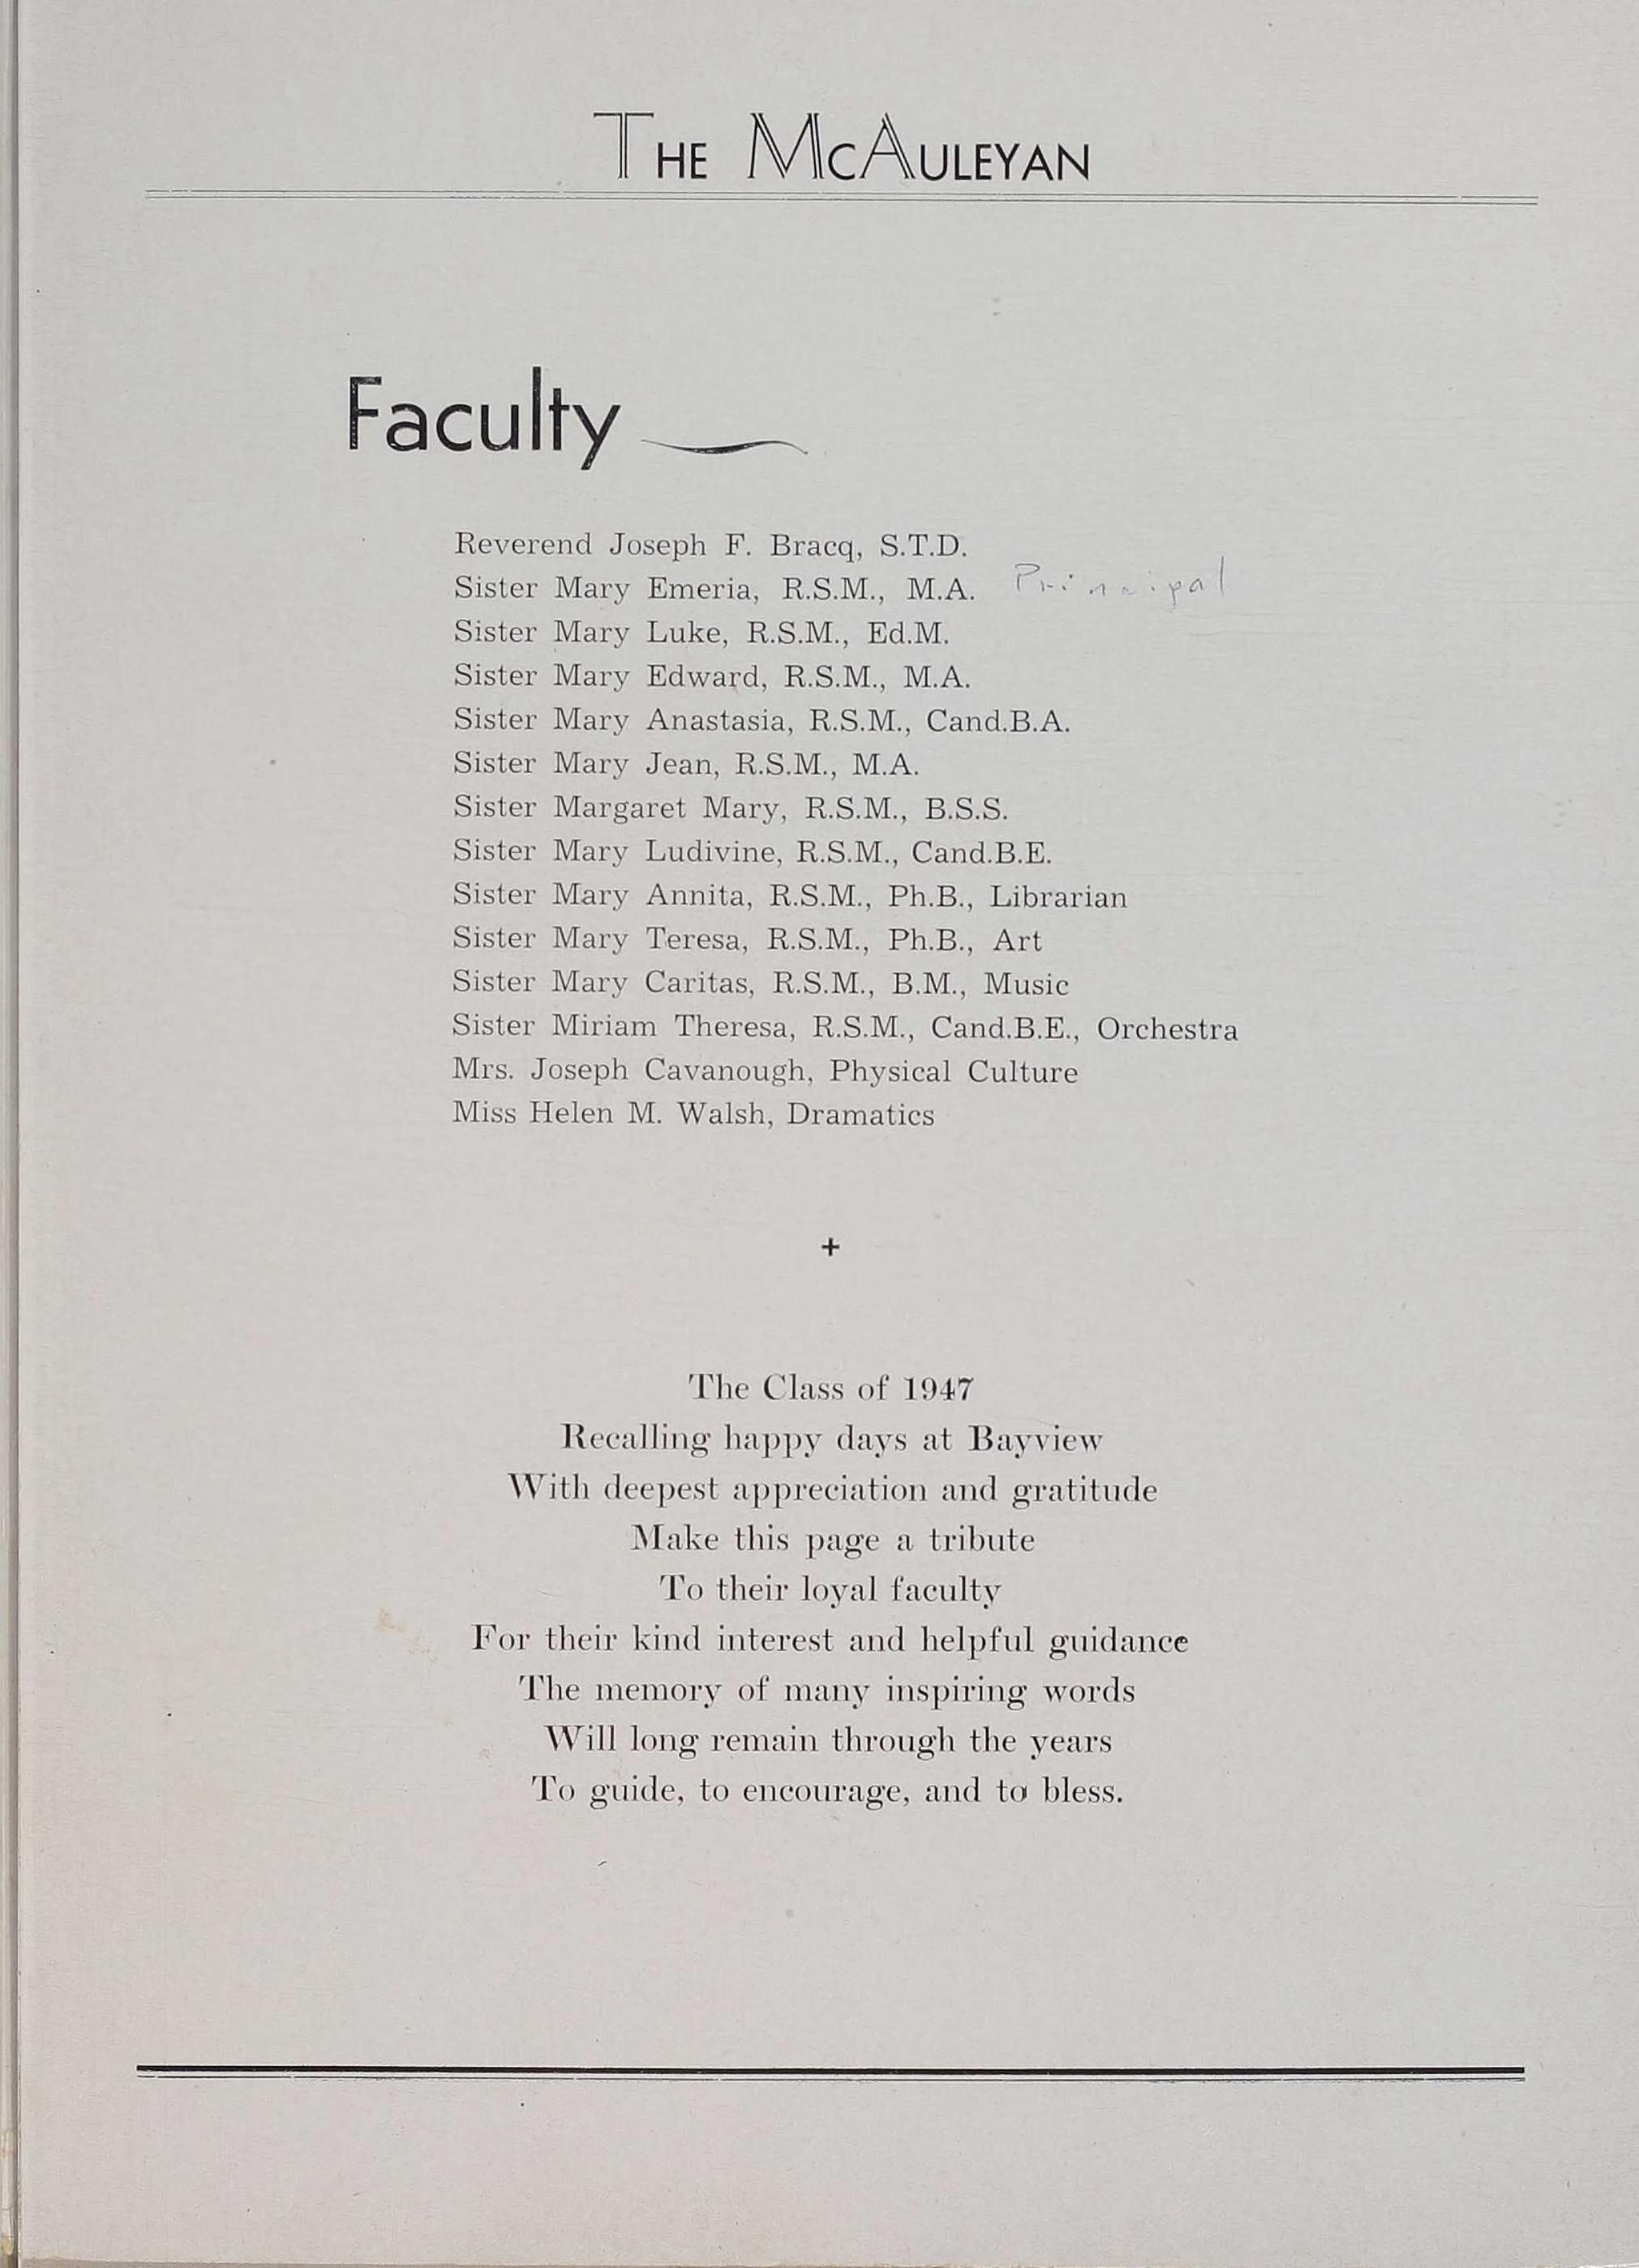 The McAuleyan
Faculty
Reverend Joseph F. Bracq, S.T.D.
Sister Mary Emeria, R.S.M., M.A. Principal
Sister Mary Luke, R.S.M., Ed.M.
Sister Mary Edward, R.S.M., M.A.
Sister Mary Anastasia, R.S.M., Cand.B.A.
Sister Mary Jean, R.S.M., M.A.
Sister Margaret Mary, R.S.M., B.S.S.
Sister Mary Ludivine, R.S.M., Cand.B.E.
Sister Mary Annita, R.S.M., Ph.B., Librarian
Sister Mary Teresa, R.S.M., Ph.B., Art
Sister Mary Caritas, R.S.M., B.M., Music
Sister Miriam Theresa, R.S.M., Cand.B.E., Orchestra
Mrs. Joseph Cavanough, Physical Culture
Miss Helen M. Walsh, Dramatics
+
The Class of 1947
Recalling happy days at Bayview
With deepest appreciation and gratitude
Make this page a tribute
To their loyal faculty
For their kind interest and helpful guidance
The memory of many inspiring words
Will long remain through the years
To guide, to encourage, and to bless.